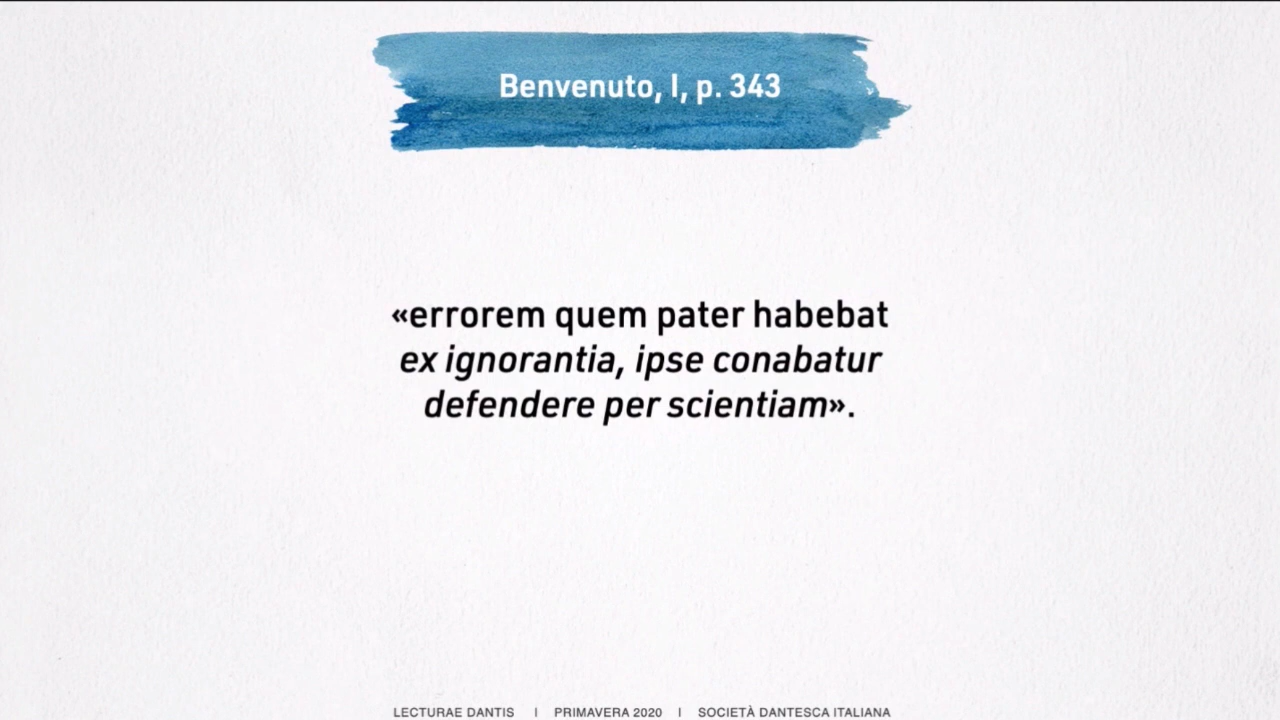 Benvenuto, I, p. 343
«errorem quem pater habebat
ex ignorantia, ipse conabatur
defendere per scientiam».
LECTURAE DANTIS I PRIMAVERA 2020 I SOCIETÀ DANTESCA ITALIANA